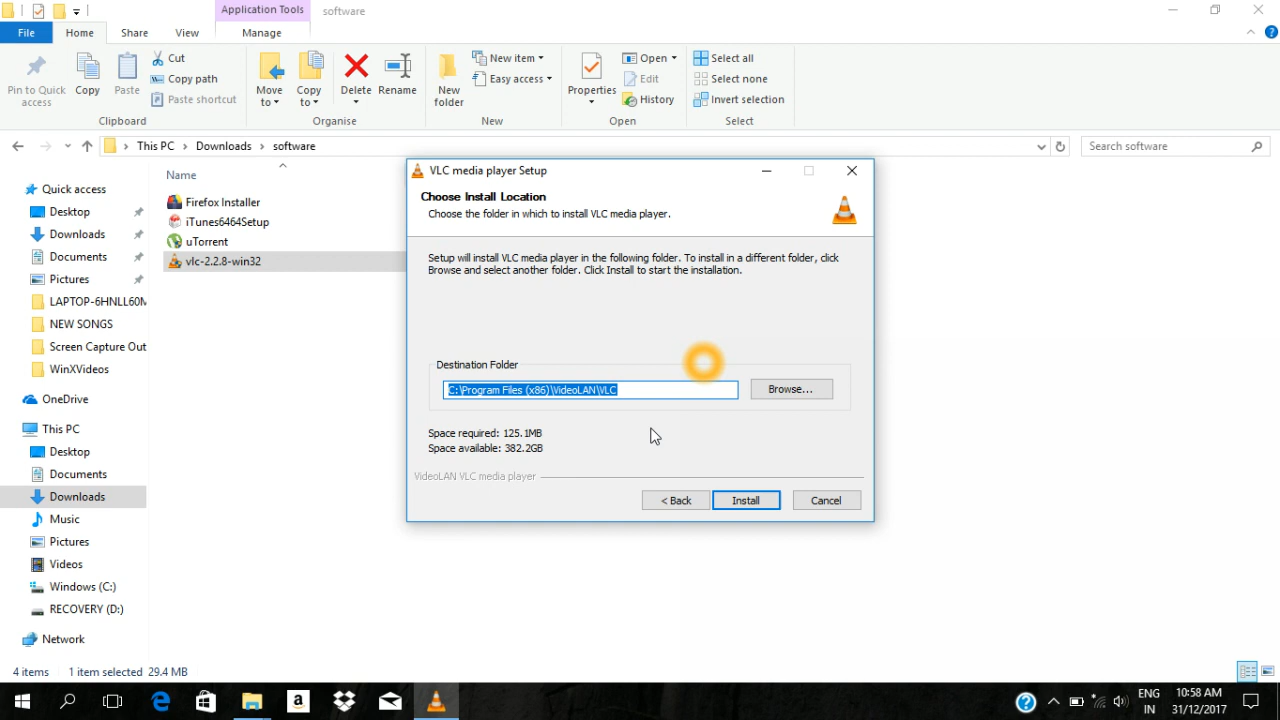 Application Tools
software
File
Home
Share
View
Manage
Pin to Quick access
Copy
Paste
Cut
Copy path
Paste shortcut
Clipboard
Move to
Copy to
Delete
Rename
Organise
New folder
New item
Easy access
New
Properties
Open
Edit
History
Open
Select all
Select none
Invert selection
Select
This PC > Downloads > software
Search software
Quick access
Desktop
Downloads
Documents
Pictures
LAPTOP-6HNLL60M
NEW SONGS
Screen Capture Out
WinXVideos
OneDrive
This PC
Desktop
Documents
Downloads
Music
Pictures
Videos
Windows (C:)
RECOVERY (D:)
Network
Name
Firefox Installer
iTunes6464Setup
uTorrent
vlc-2.2.8-win32
VLC media player Setup
Choose Install Location
Choose the folder in which to install VLC media player.
Setup will install VLC media player in the following folder. To install in a different folder, click
Browse and select another folder. Click Install to start the installation.
Destination Folder
C:\Program Files (x86)\VideoLAN\VLC
Browse...
Space required: 125.1MB
Space available: 382.2GB
VideoLAN VLC media player
< Back
Install
Cancel
4 items
1 item selected 29.4 MB
ENG
IN
10:58 AM
31/12/2017